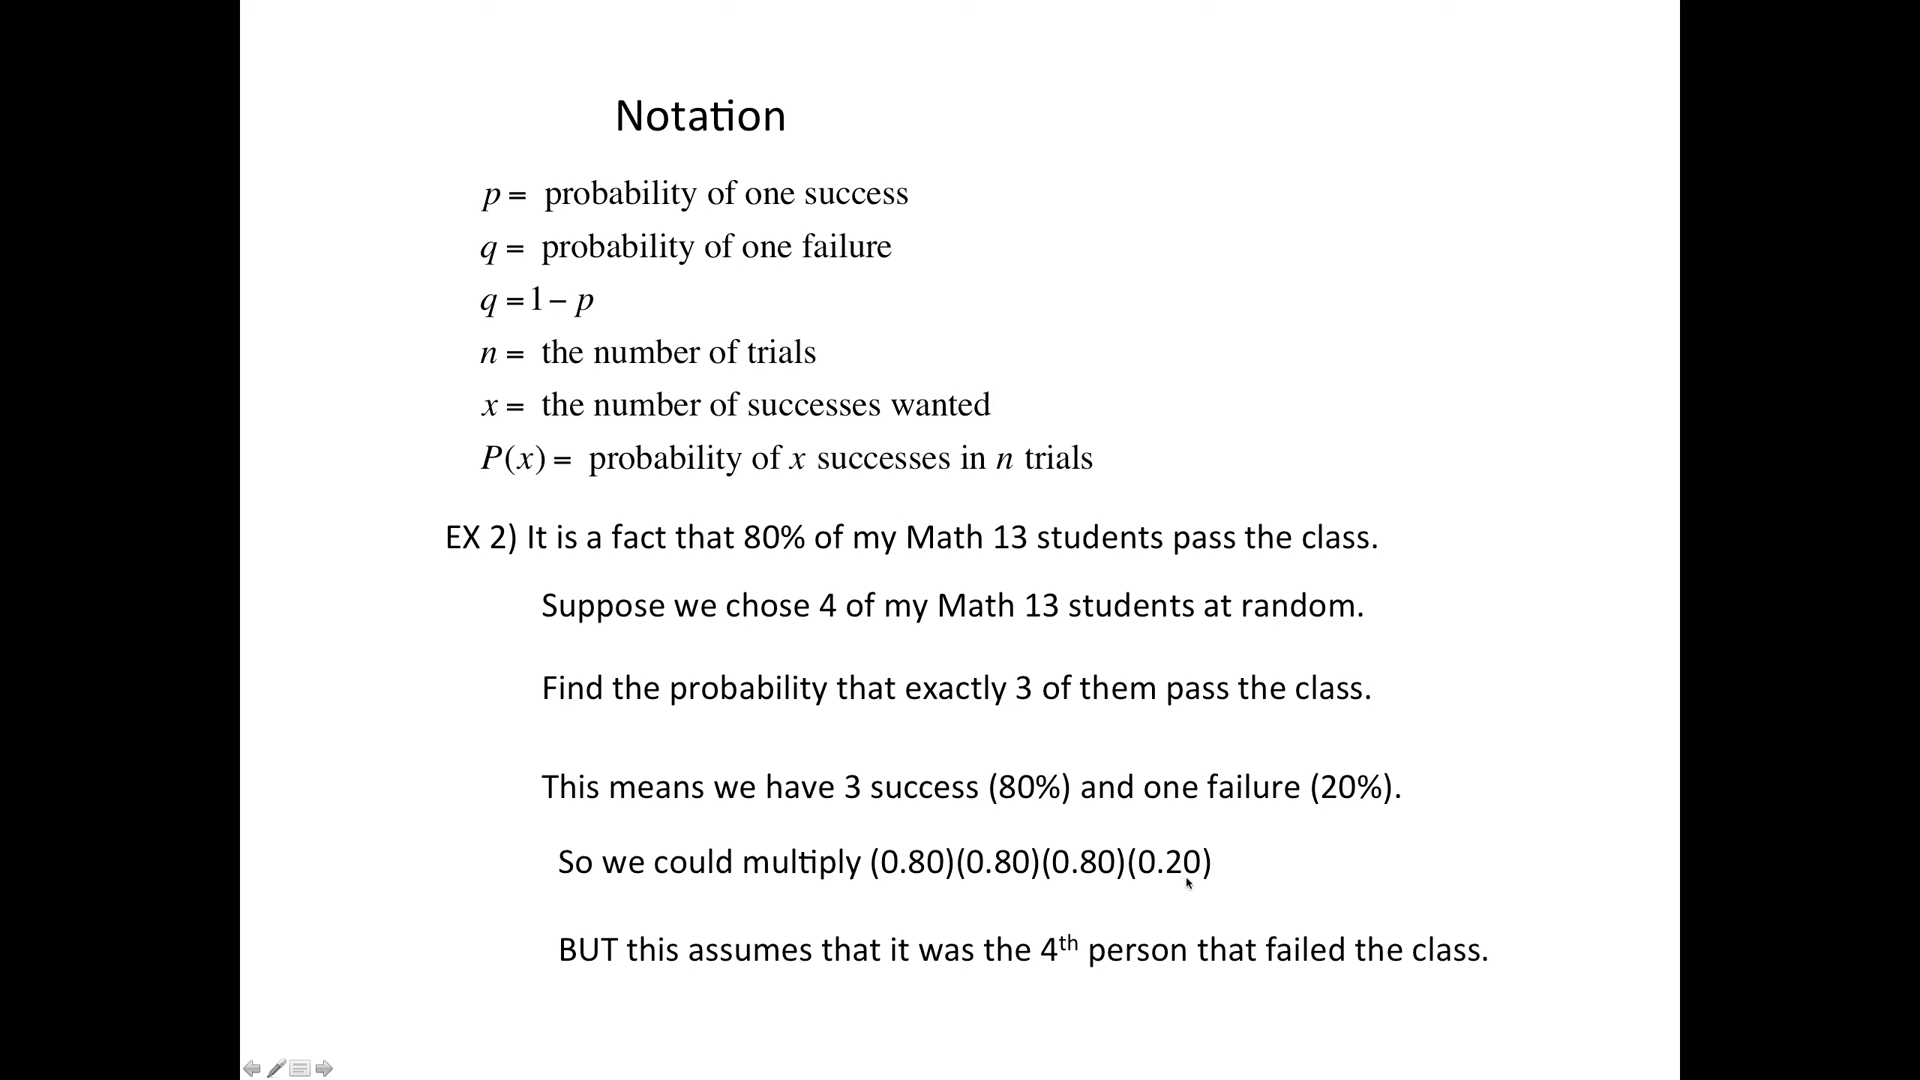 Notation
p = probability of one success
q = probability of one failure
q = 1 – p
n = the number of trials
x = the number of successes wanted
P(x) = probability of x successes in n trials
EX 2) It is a fact that 80% of my Math 13 students pass the class.
Suppose we chose 4 of my Math 13 students at random.
Find the probability that exactly 3 of them pass the class.
This means we have 3 success (80%) and one failure (20%).
So we could multiply (0.80)(0.80)(0.80)(0.20)
BUT this assumes that it was the 4th person that failed the class.